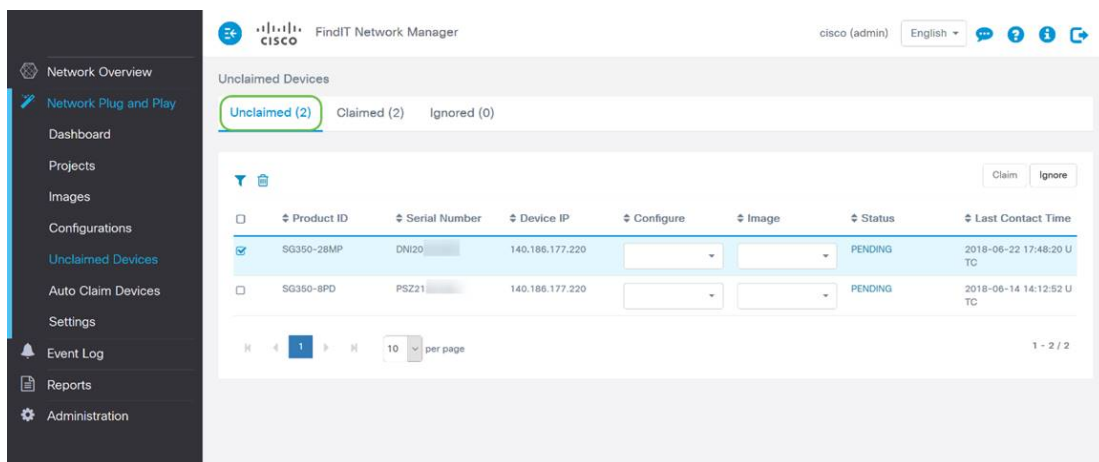 cisco FindIT Network Manager cisco (admin) English
Network Overview
Network Plug and Play
Dashboard
Projects
Images
Configurations
Unclaimed Devices
Auto Claim Devices
Settings
Event Log
Reports
Administration
Unclaimed Devices
Unclaimed (2) Claimed (2) Ignored (0)
Claim Ignore
Product ID Serial Number Device IP Configure Image Status Last Contact Time
SG350-28MP DNI20 140.186.177.220 PENDING 2018-06-22 17:48:20 U
TC
SG350-8PD PSZ21 140.186.177.220 PENDING 2018-06-14 14:12:52 U
TC
1 10 per page 1 - 2 / 2